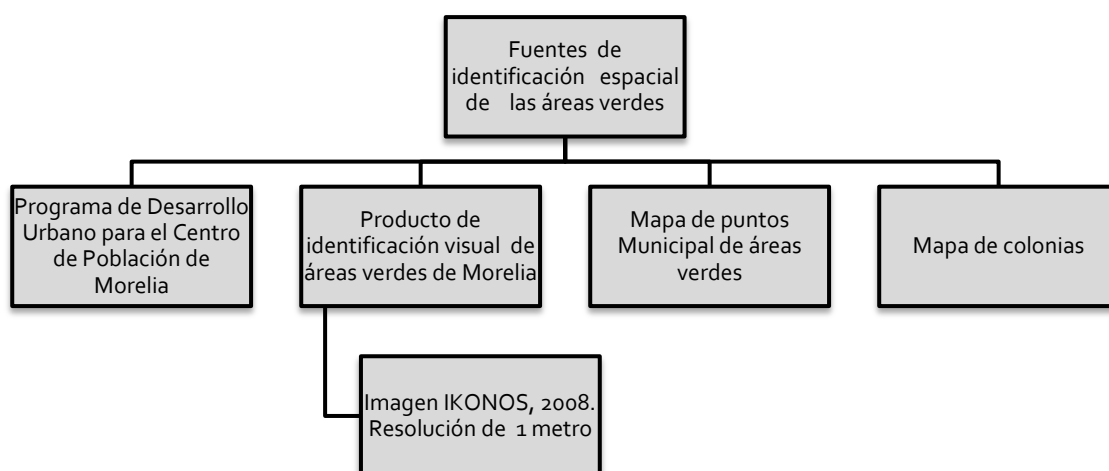 Fuentes de
identificación espacial
de las áreas verdes
Programa de Desarrollo
Urbano para el Centro
de Población de
Morelia
Producto de
identificación visual de
áreas verdes de Morelia
Mapa de puntos
Municipal de áreas
verdes
Mapa de colonias
Imagen IKONOS, 2008.
Resolución de 1 metro